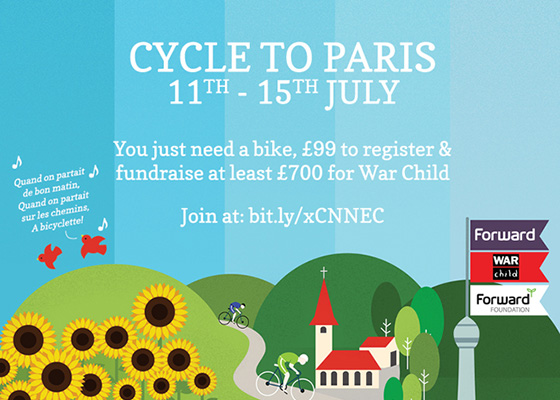 CYCLE TO PARIS
11TH - 15TH JULY
You just need a bike, £99 to register &
fundraise at least £700 for War Child
Join at: bit.ly/xCNNEC
Quand on partait
de bon matin,
Quand on partait
sur les chemins,
A bicyclette!
Forward
WAR
child
Forward
FOUNDATION